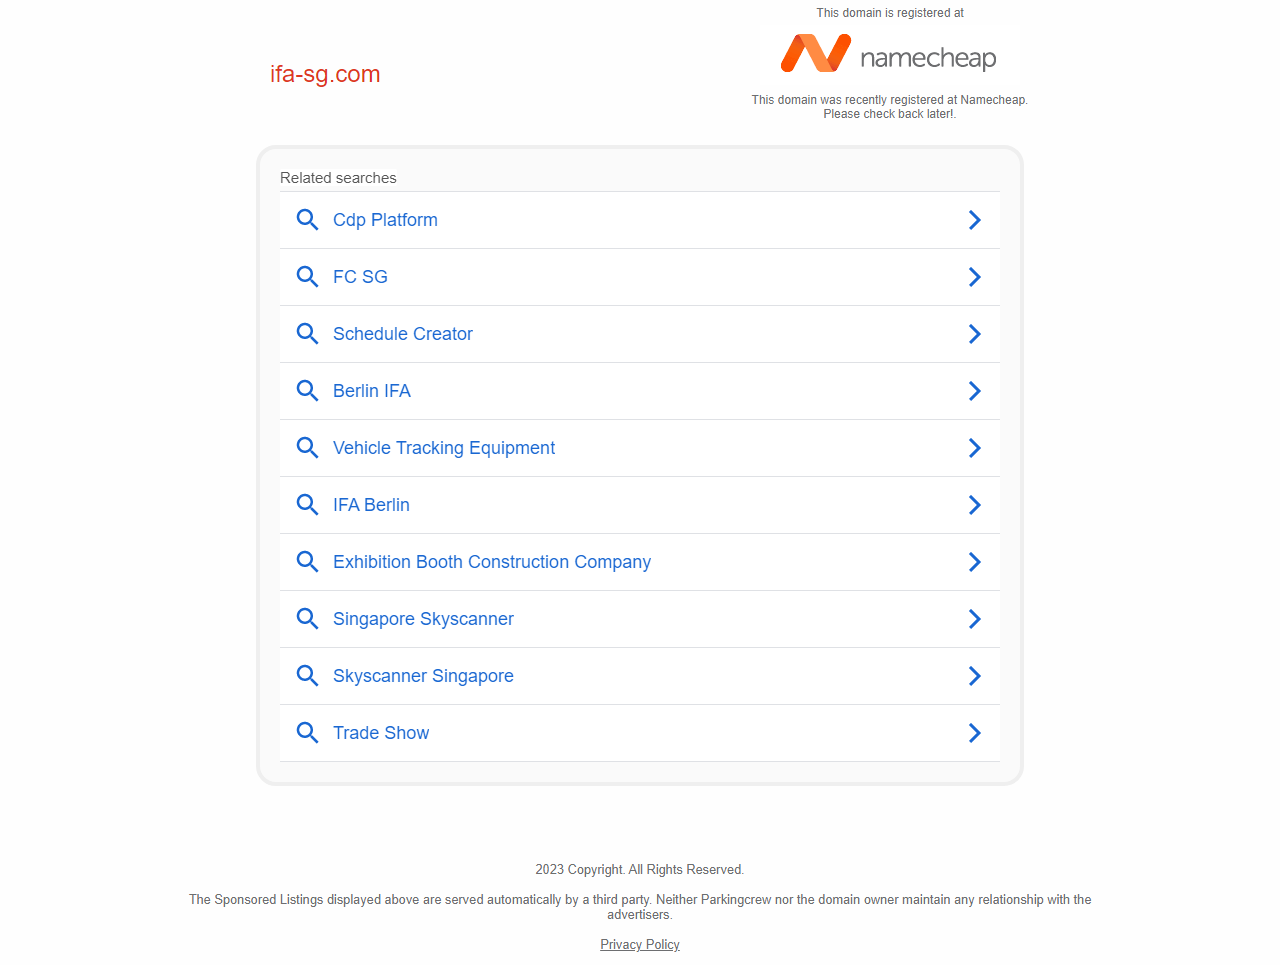 This domain is registered at
namecheap
ifa-sg.com
This domain was recently registered at Namecheap.
Please check back later!.
Related searches
Cdp Platform
FC SG
Schedule Creator
Berlin IFA
Vehicle Tracking Equipment
IFA Berlin
Exhibition Booth Construction Company
Singapore Skyscanner
Skyscanner Singapore
Trade Show
2023 Copyright. All Rights Reserved.
The Sponsored Listings displayed above are served automatically by a third party. Neither Parkingcrew nor the domain owner maintain any relationship with the
advertisers.
Privacy Policy